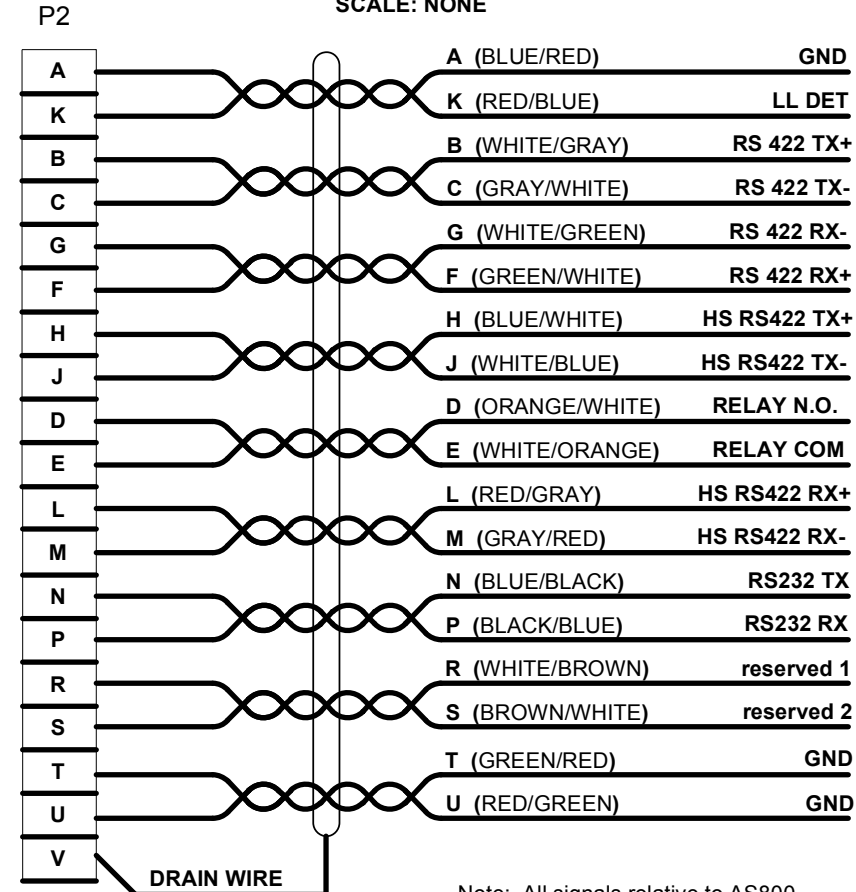 SCALE: NONE
P2
A A (BLUE/RED) GND
K K (RED/BLUE) LL DET
B B (WHITE/GRAY) RS 422 TX+
C C (GRAY/WHITE) RS 422 TX-
G G (WHITE/GREEN) RS 422 RX-
F F (GREEN/WHITE) RS 422 RX+
H H (BLUE/WHITE) HS RS422 TX+
J J (WHITE/BLUE) HS RS422 TX-
D D (ORANGE/WHITE) RELAY N.O.
E E (WHITE/ORANGE) RELAY COM
L L (RED/GRAY) HS RS422 RX+
M M (GRAY/RED) HS RS422 RX-
N N (BLUE/BLACK) RS232 TX
P P (BLACK/BLUE) RS232 RX
R R (WHITE/BROWN) reserved 1
S S (BROWN/WHITE) reserved 2
T T (GREEN/RED) GND
U U (RED/GREEN) GND
V
DRAIN WIRE
Note: All signals relative to AS800